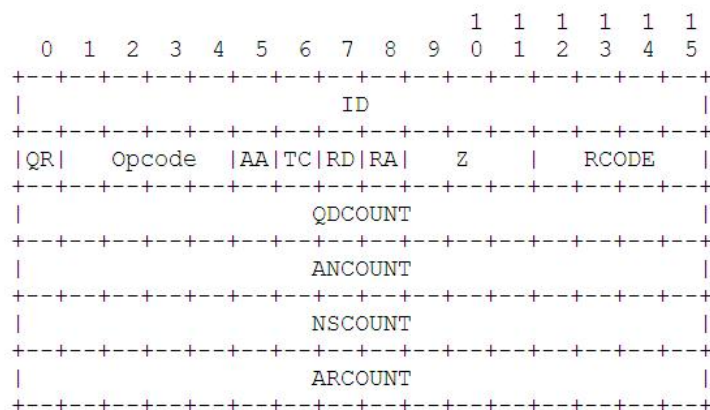 1  1  1  1  1  1
  0  1  2  3  4  5  6  7  8  9  0  1  2  3  4  5
+--+--+--+--+--+--+--+--+--+--+--+--+--+--+--+--+
|                      ID                       |
+--+--+--+--+--+--+--+--+--+--+--+--+--+--+--+--+
|QR|   Opcode  |AA|TC|RD|RA|   Z    |   RCODE   |
+--+--+--+--+--+--+--+--+--+--+--+--+--+--+--+--+
|                    QDCOUNT                    |
+--+--+--+--+--+--+--+--+--+--+--+--+--+--+--+--+
|                    ANCOUNT                    |
+--+--+--+--+--+--+--+--+--+--+--+--+--+--+--+--+
|                    NSCOUNT                    |
+--+--+--+--+--+--+--+--+--+--+--+--+--+--+--+--+
|                    ARCOUNT                    |
+--+--+--+--+--+--+--+--+--+--+--+--+--+--+--+--+